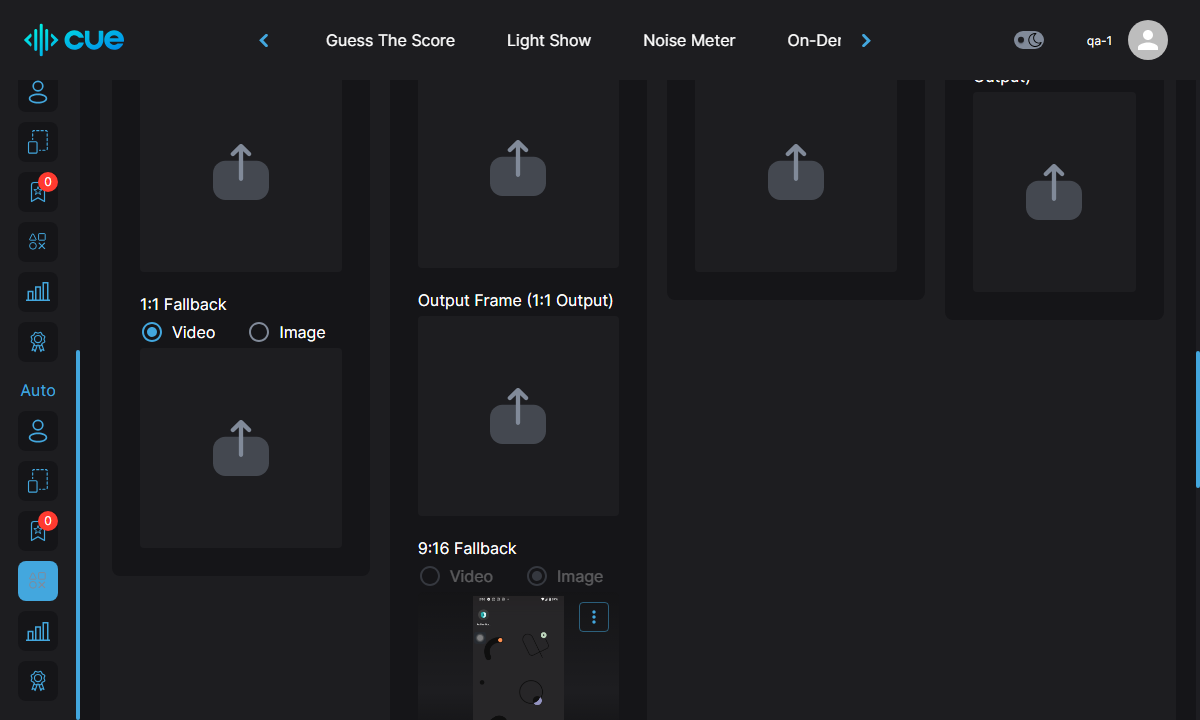 cue
Guess The Score
Light Show
Noise Meter
On-Der
qa-1
Output)
0
1:1 Fallback
Video
Image
Output Frame (1:1 Output)
Auto
0
9:16 Fallback
Video
Image